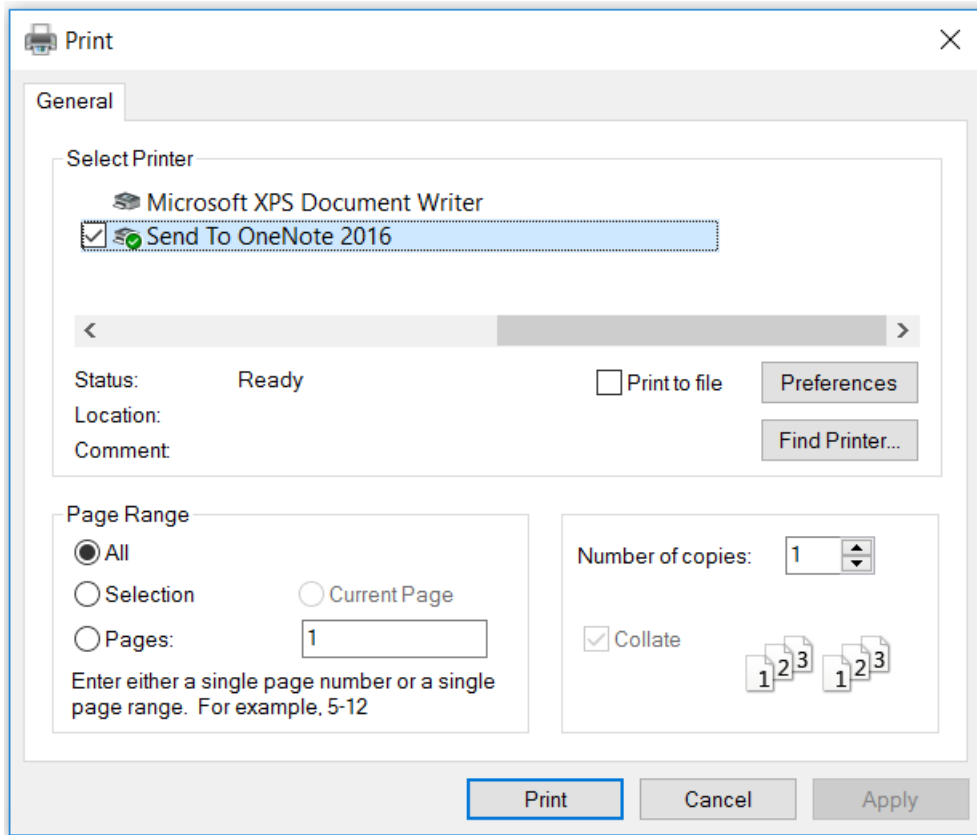 Print
General
Select Printer
Microsoft XPS Document Writer
Send To OneNote 2016
Status: Ready
Print to file
Preferences
Location:
Comment:
Find Printer...
Page Range
All
Selection
Current Page
Pages: 1
Enter either a single page number or a single
page range. For example, 5-12
Number of copies: 1
Collate
1 2 3 1 2 3
Print Cancel Apply